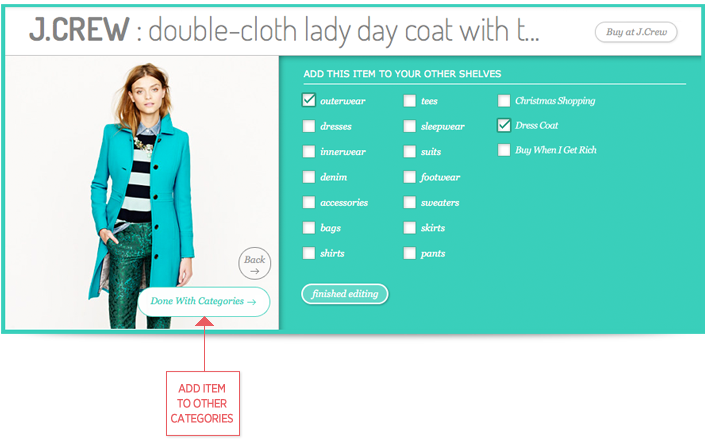 J.CREW : double-cloth lady day coat with t...
Buy at J.Crew
ADD THIS ITEM TO YOUR OTHER SHELVES
outerwear
dresses
innerwear
denim
accessories
bags
shirts
tees
sleepwear
suits
footwear
sweaters
skirts
pants
Christmas Shopping
Dress Coat
Buy When I Get Rich
finished editing
Back →
Done With Categories →
ADD ITEM
TO OTHER
CATEGORIES